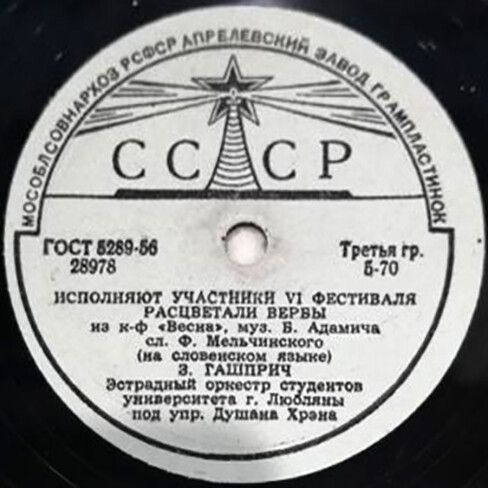 МОСОБЛСОВНАРХОЗ РСФСР АПРЕЛЕВСКИЙ ЗАВОД ГРАМПЛАСТИНОК
СССР
ГОСТ 5289-56
28978
Третья гр.
Б-70
ИСПОЛНЯЮТ УЧАСТНИКИ VI ФЕСТИВАЛЯ
РАСЦВЕТАЛИ ВЕРБЫ
из к-ф «Весна», муз. Б. Адамича
сл. Ф. Мельчинского
(на словенском языке)
З. ГАШПРИЧ
Эстрадный оркестр студентов
университета г. Любляны
под упр. Душана Хрэна